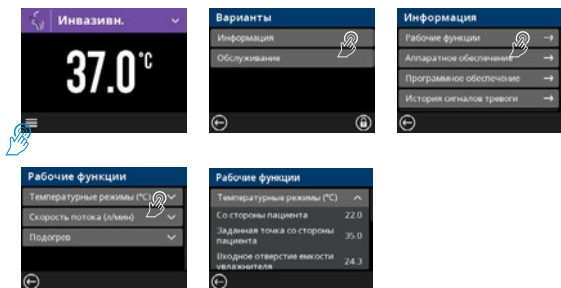 Инвазивн.
37.0°C
Варианты
Информация
Обслуживание
Информация
Рабочие функции
Аппаратное обеспечение
Программное обеспечение
История сигналов тревоги
Рабочие функции
Температурные режимы (°C)
Скорость потока (л/мин)
Подогрев
Рабочие функции
Температурные режимы (°C)
Со стороны пациента 22.0
Заданная точка со стороны
пациента 35.0
Входное отверстие емкости
увлажнителя 24.3